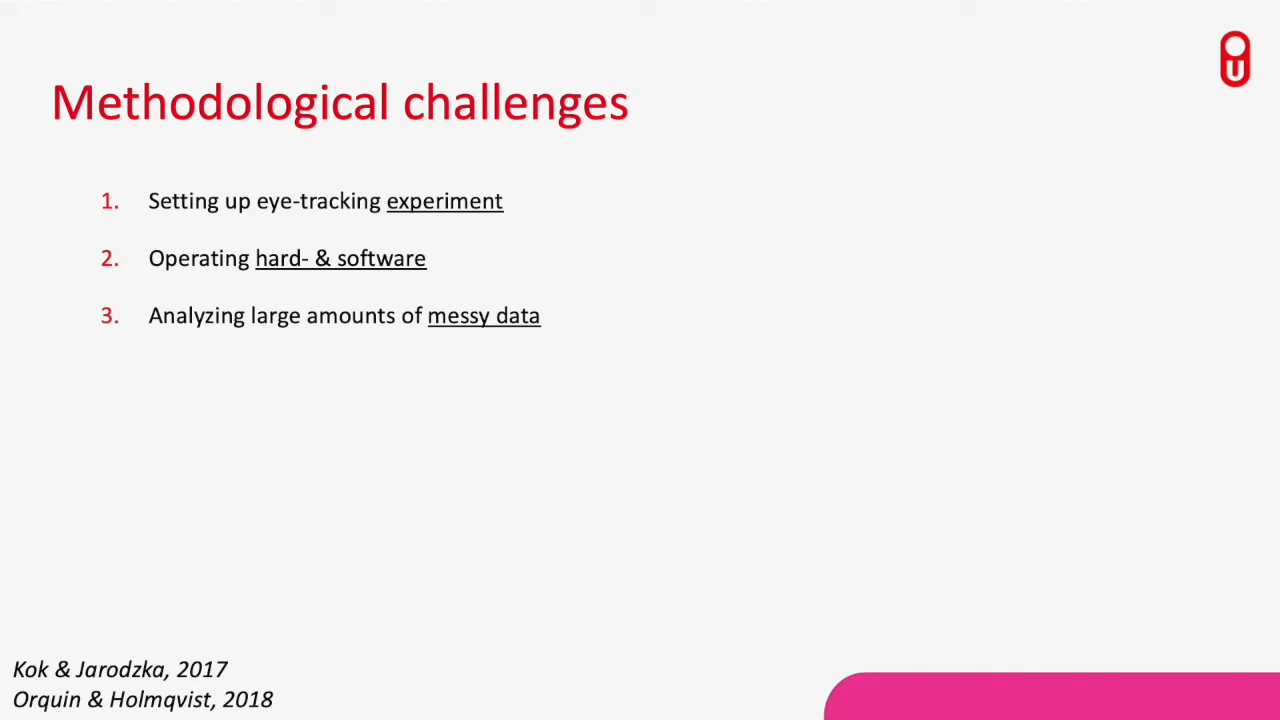 Methodological challenges
1. Setting up eye-tracking experiment
2. Operating hard- & software
3. Analyzing large amounts of messy data
Kok & Jarodzka, 2017
Orquin & Holmqvist, 2018